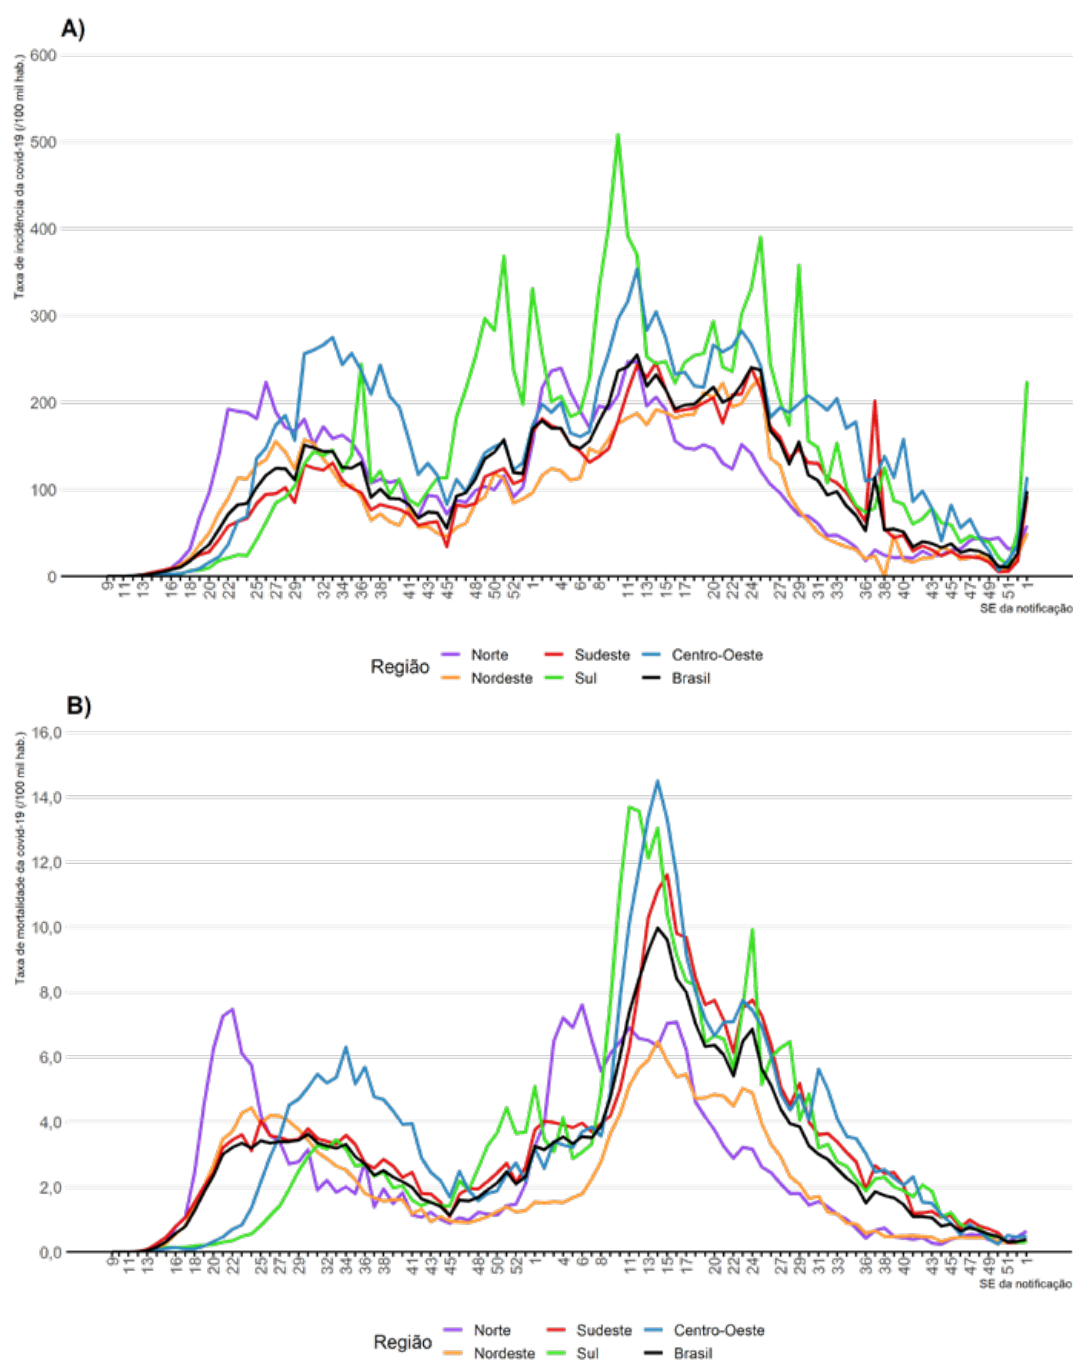 A)
Taxa de incidência da covid-19 (/100 mil hab.)
600
500
400
300
200
100
0
9 11 13 16 18 20 22 25 27 29 32 34 36 38 41 43 45 48 50 52 1 4 6 8 11 13 15 17 20 22 24 27 29 31 33 36 38 40 43 45 47 49 51 1
SE da notificação
Região Norte Sudeste Centro-Oeste
Nordeste Sul Brasil
B)
Taxa de mortalidade da covid-19 (/100 mil hab.)
16,0
14,0
12,0
10,0
8,0
6,0
4,0
2,0
0,0
9 11 13 16 18 20 22 25 27 29 32 34 36 38 41 43 45 48 50 52 1 4 6 8 11 13 15 17 20 22 24 27 29 31 33 36 38 40 43 45 47 49 51 1
SE da notificação
Região Norte Sudeste Centro-Oeste
Nordeste Sul Brasil